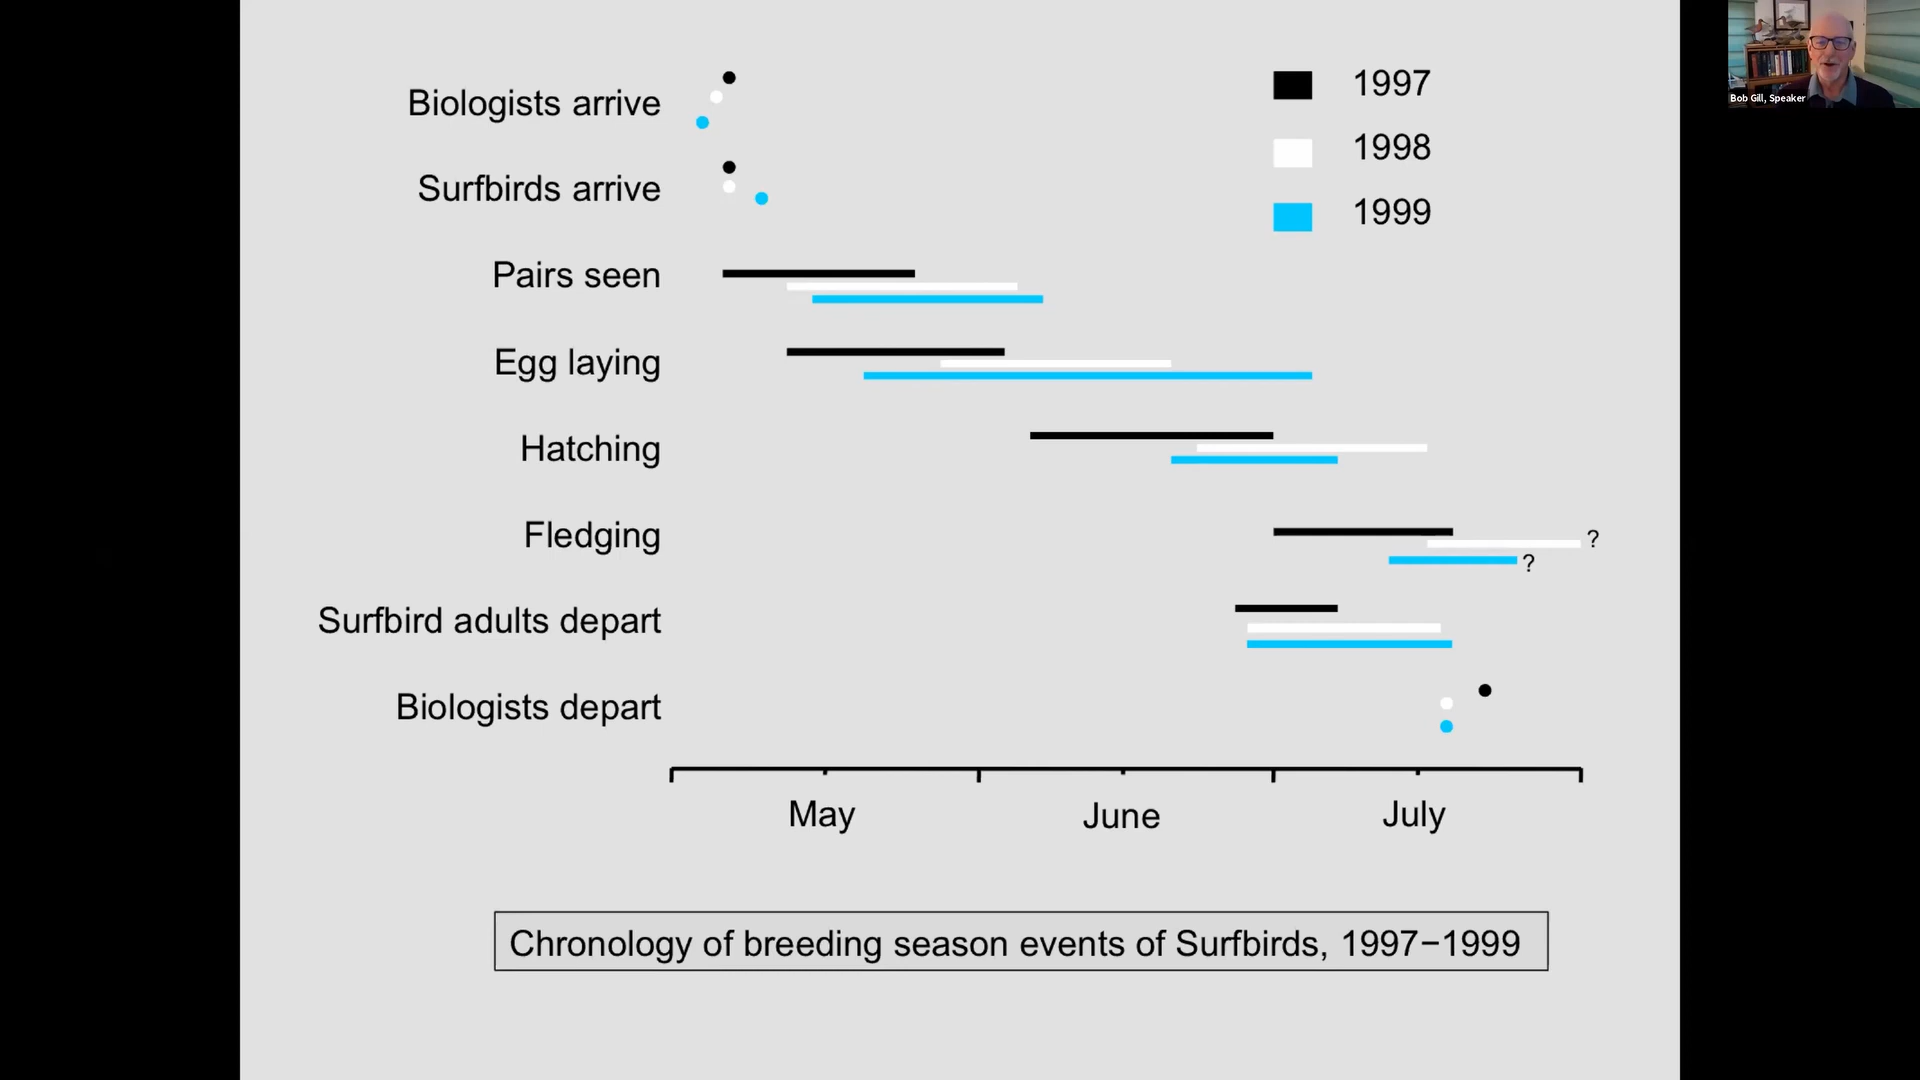 Biologists arrive
Surfbirds arrive
Pairs seen
Egg laying
Hatching
Fledging
Surfbird adults depart
Biologists depart
1997
1998
1999
?
?
May June July
Chronology of breeding season events of Surfbirds, 1997–1999
Bob Gill, Speaker